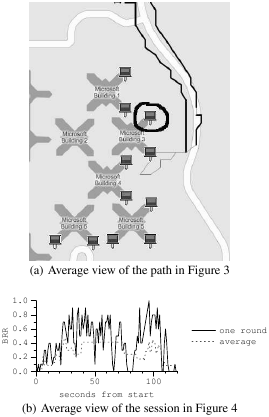 Microsoft
Building 1
Microsoft
Building 2
Microsoft
Building 3
Microsoft
Building 4
Microsoft
Building 6
Microsoft
Building 5
(a) Average view of the path in Figure 3
1.0
0.8
0.6
0.4
0.2
0.0
BRR
0
50
100
seconds from start
one round
average
(b) Average view of the session in Figure 4